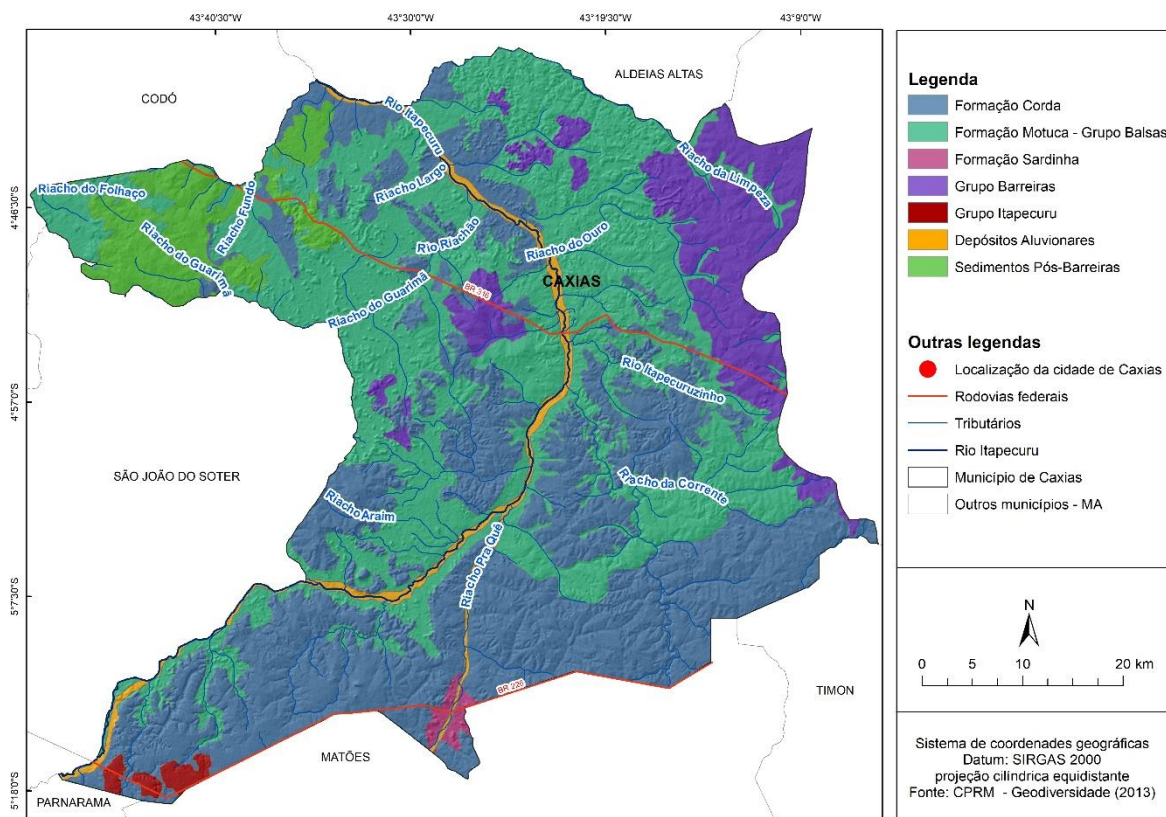 43°40'30"W
43°30'0"W
43°19'30"W
43°9'0"W
4°46'30"S
4°57'0"S
5°7'30"S
5°18'0"S
CODÓ
ALDEIAS ALTAS
SÃO JOÃO DO SOTER
PARNARAMA
MATÕES
TIMON
CAXIAS
Rio Itapecuru
Riacho da Limpeza
Riacho Largo
Riacho do Folhaço
Riacho Fundo
Riacho do Guarimã
Rio Riachão
Riacho do Ouro
Riacho do Guarimã
BR 316
Rio Itapecuruzinho
Riacho da Corrente
Riacho Araim
Riacho Pra Quê
BR 226
Legenda
Formação Corda
Formação Motuca - Grupo Balsas
Formação Sardinha
Grupo Barreiras
Grupo Itapecuru
Depósitos Aluvionares
Sedimentos Pós-Barreiras
Outras legendas
Localização da cidade de Caxias
Rodovias federais
Tributários
Rio Itapecuru
Município de Caxias
Outros municípios - MA
N
0 5 10 20 km
Sistema de coordenades geográficas
Datum: SIRGAS 2000
projeção cilíndrica equidistante
Fonte: CPRM - Geodiversidade (2013)